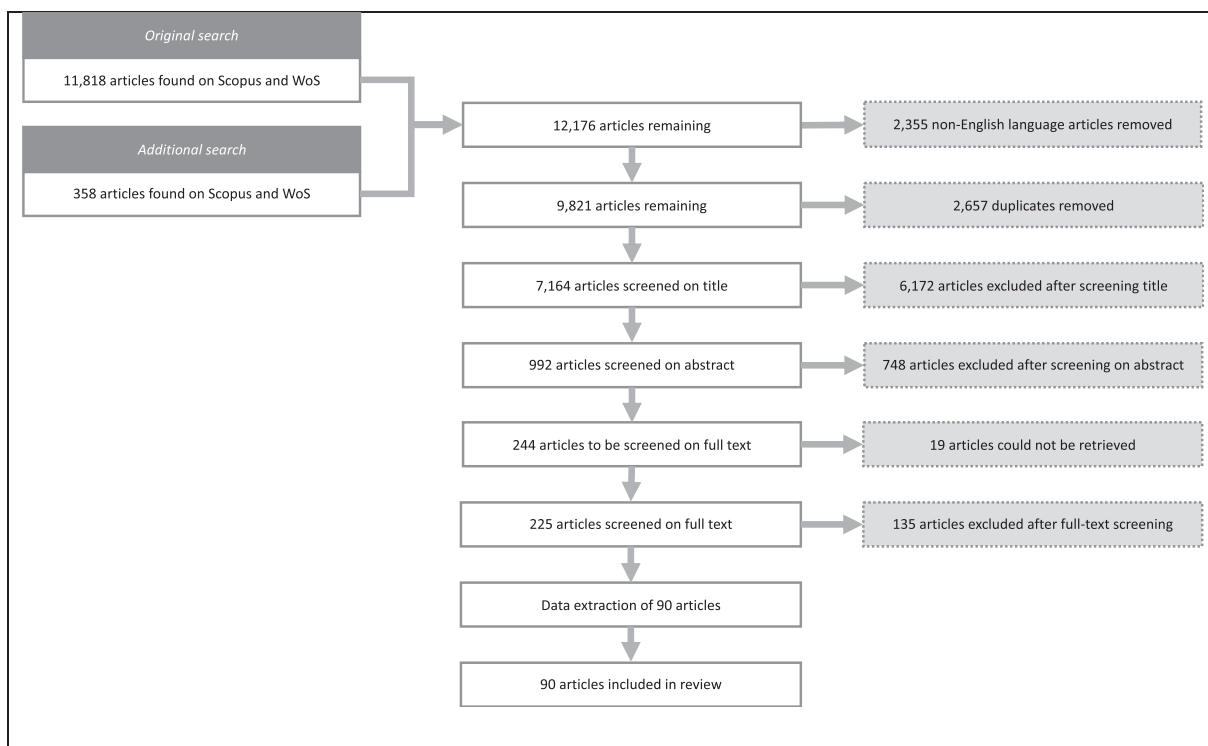 Original search
11,818 articles found on Scopus and WoS
Additional search
358 articles found on Scopus and WoS
12,176 articles remaining
2,355 non-English language articles removed
9,821 articles remaining
2,657 duplicates removed
7,164 articles screened on title
6,172 articles excluded after screening title
992 articles screened on abstract
748 articles excluded after screening on abstract
244 articles to be screened on full text
19 articles could not be retrieved
225 articles screened on full text
135 articles excluded after full-text screening
Data extraction of 90 articles
90 articles included in review